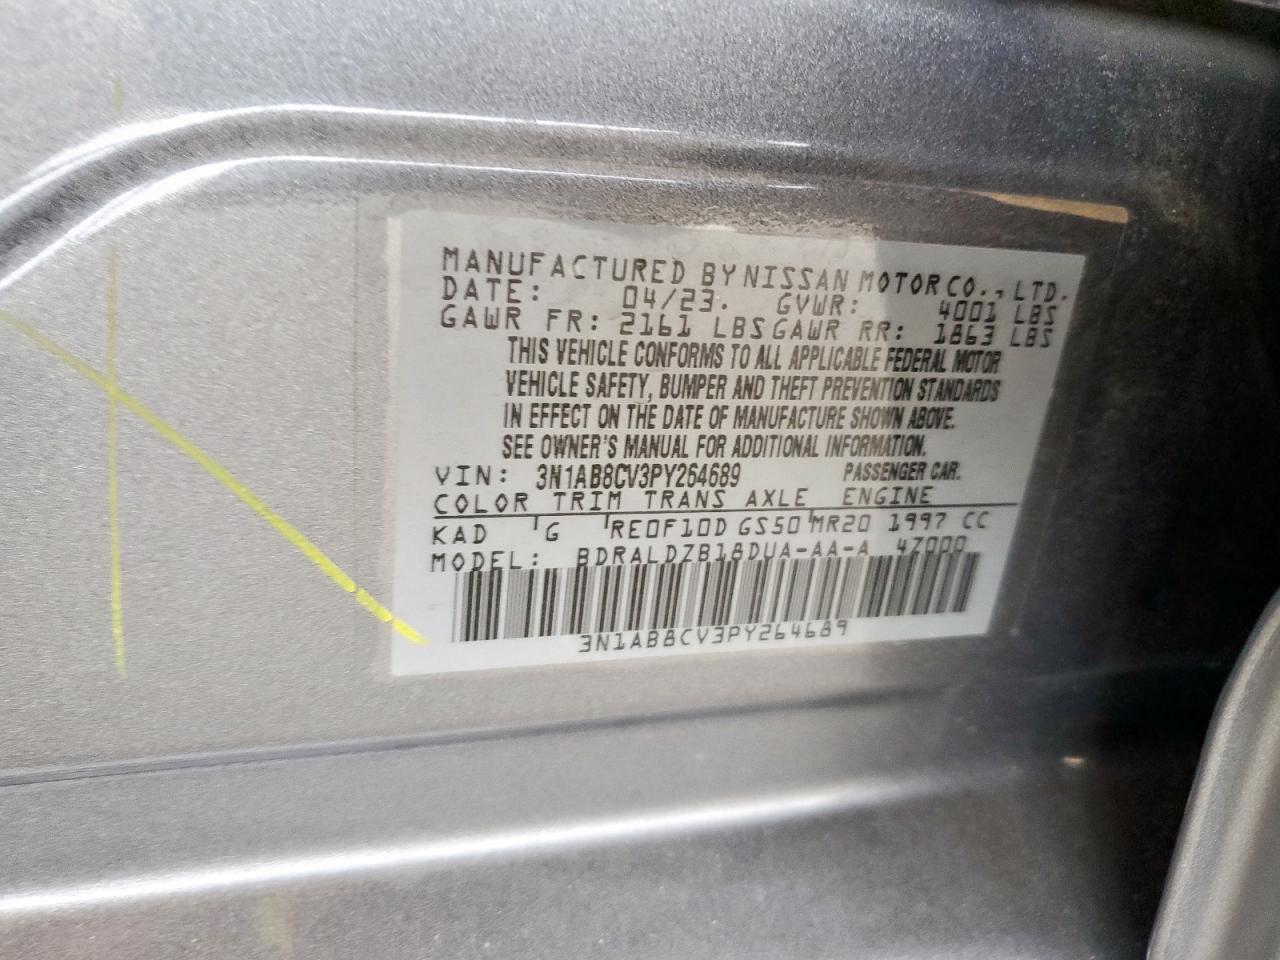 MANUFACTURED BY NISSAN MOTOR CO., LTD.
DATE: 04/23. GVWR: 4001 LBS
GAWR FR: 2161 LBS GAWR RR: 1863 LBS
THIS VEHICLE CONFORMS TO ALL APPLICABLE FEDERAL MOTOR
VEHICLE SAFETY, BUMPER AND THEFT PREVENTION STANDARDS
IN EFFECT ON THE DATE OF MANUFACTURE SHOWN ABOVE.
SEE OWNER'S MANUAL FOR ADDITIONAL INFORMATION.
VIN: 3N1AB8CV3PY264689 PASSENGER CAR.
COLOR TRIM TRANS AXLE ENGINE
KAD G RE0F10D GS50 MR20 1997 CC
MODEL: BDRALDZB18DUA-AA-A 4Z000
3N1AB8CV3PY264689